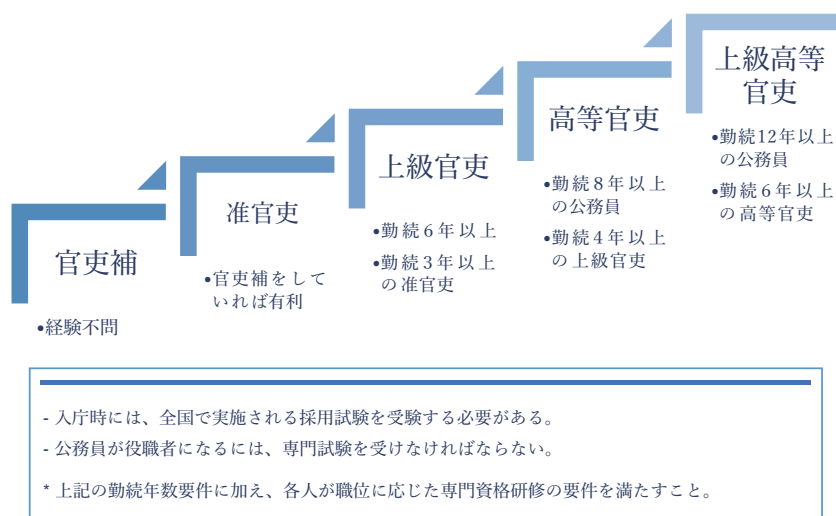 官吏補
•経験不問
准官吏
•官吏補をして
いれば有利
上級官吏
•勤続6年以上
•勤続3年以上
の准官吏
高等官吏
•勤続8年以上
の公務員
•勤続4年以上
の上級官吏
上級高等
官吏
•勤続12年以上
の公務員
•勤続6年以上
の高等官吏
- 入庁時には、全国で実施される採用試験を受験する必要がある。
- 公務員が役職者になるには、専門試験を受けなければならない。
* 上記の勤続年数要件に加え、各人が職位に応じた専門資格研修の要件を満たすこと。